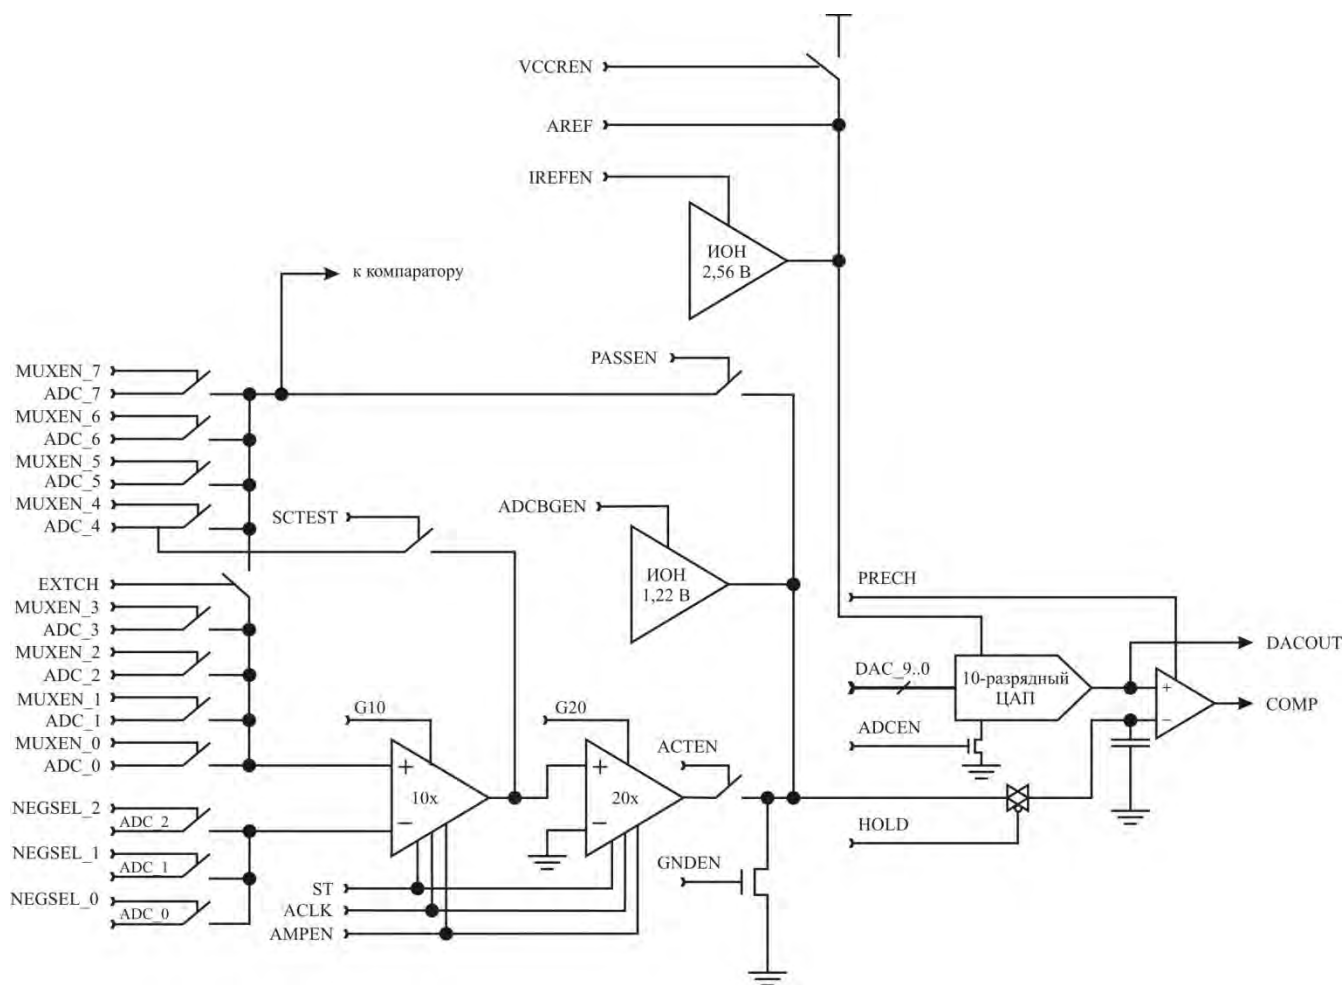 VCCREN
AREF
IREFEN
ИОН
2,56 В
к компаратору
PASSEN
MUXEN_7
ADC_7
MUXEN_6
ADC_6
MUXEN_5
ADC_5
MUXEN_4
ADC_4
SCTEST
ADCBGEN
ИОН
1,22 В
EXTCH
PRECH
MUXEN_3
ADC_3
MUXEN_2
ADC_2
MUXEN_1
ADC_1
MUXEN_0
ADC_0
DACOUT
DAC_9..0
10-разрядный
ЦАП
+
−
COMP
ADCEN
G10
G20
ACTEN
+
10x
−
+
20x
−
HOLD
NEGSEL_2
ADC_2
NEGSEL_1
ADC_1
NEGSEL_0
ADC_0
GNDEN
ST
ACLK
AMPEN